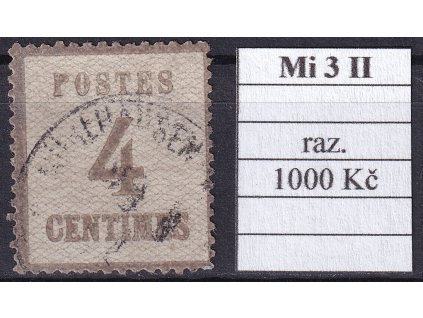 POSTES
4
CENTIMES
Mi 3 II
raz.
1000 Kč